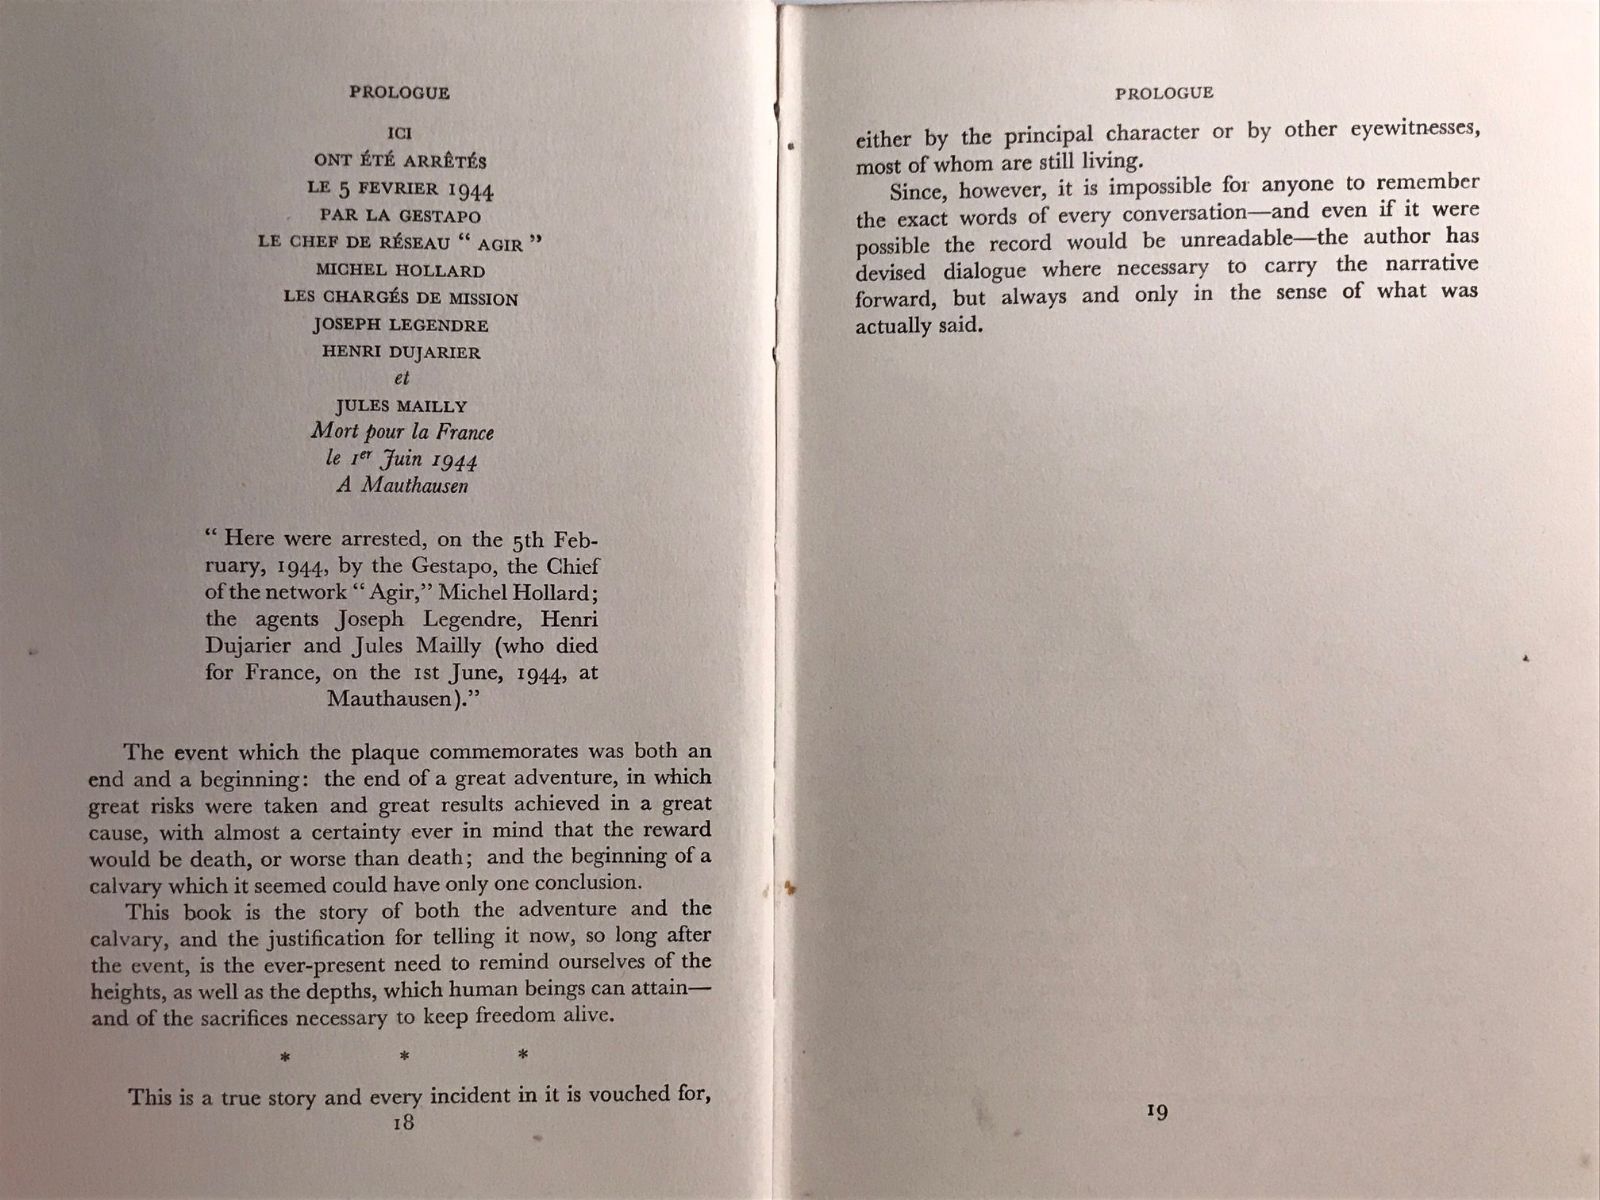 PROLOGUE
ICI
ONT ÉTÉ ARRÊTÉS
LE 5 FEVRIER 1944
PAR LA GESTAPO
LE CHEF DE RÉSEAU “ AGIR ”
MICHEL HOLLARD
LES CHARGÉS DE MISSION
JOSEPH LEGENDRE
HENRI DUJARIER
et
JULES MAILLY
Mort pour la France
le 1er Juin 1944
A Mauthausen
“ Here were arrested, on the 5th Feb-
ruary, 1944, by the Gestapo, the Chief
of the network “ Agir,” Michel Hollard;
the agents Joseph Legendre, Henri
Dujarier and Jules Mailly (who died
for France, on the 1st June, 1944, at
Mauthausen).”
The event which the plaque commemorates was both an
end and a beginning: the end of a great adventure, in which
great risks were taken and great results achieved in a great
cause, with almost a certainty ever in mind that the reward
would be death, or worse than death; and the beginning of a
calvary which it seemed could have only one conclusion.
This book is the story of both the adventure and the
calvary, and the justification for telling it now, so long after
the event, is the ever-present need to remind ourselves of the
heights, as well as the depths, which human beings can attain—
and of the sacrifices necessary to keep freedom alive.
* * *
This is a true story and every incident in it is vouched for,
18
PROLOGUE
either by the principal character or by other eyewitnesses,
most of whom are still living.
Since, however, it is impossible for anyone to remember
the exact words of every conversation—and even if it were
possible the record would be unreadable—the author has
devised dialogue where necessary to carry the narrative
forward, but always and only in the sense of what was
actually said.
19